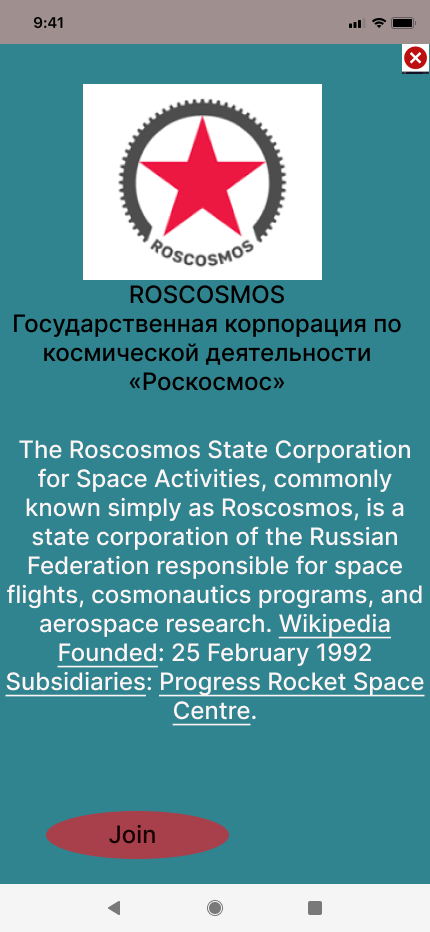 9:41
ROSCOSMOS
ROSCOSMOS
Государственная корпорация по
космической деятельности
«Роскосмос»
The Roscosmos State Corporation
for Space Activities, commonly
known simply as Roscosmos, is a
state corporation of the Russian
Federation responsible for space
flights, cosmonautics programs, and
aerospace research. Wikipedia
Founded: 25 February 1992
Subsidiaries: Progress Rocket Space
Centre.
Join